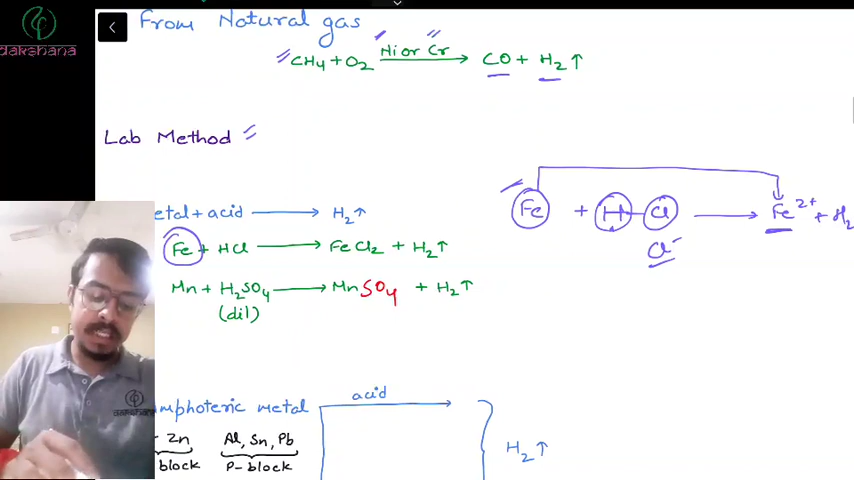 dakshana
From Natural gas
CH4 + O2 Ni or Cr CO + H2↑
Lab Method
etal + acid → H2↑
Fe + HCl → FeCl2 + H2↑
Mn + H2SO4 → MnSO4 + H2↑
(dil)
Fe + H-Cl → Fe2+ + H2
Cl-
mphoteric metal acid
Zn Al, Sn, Pb
block P-block
H2↑